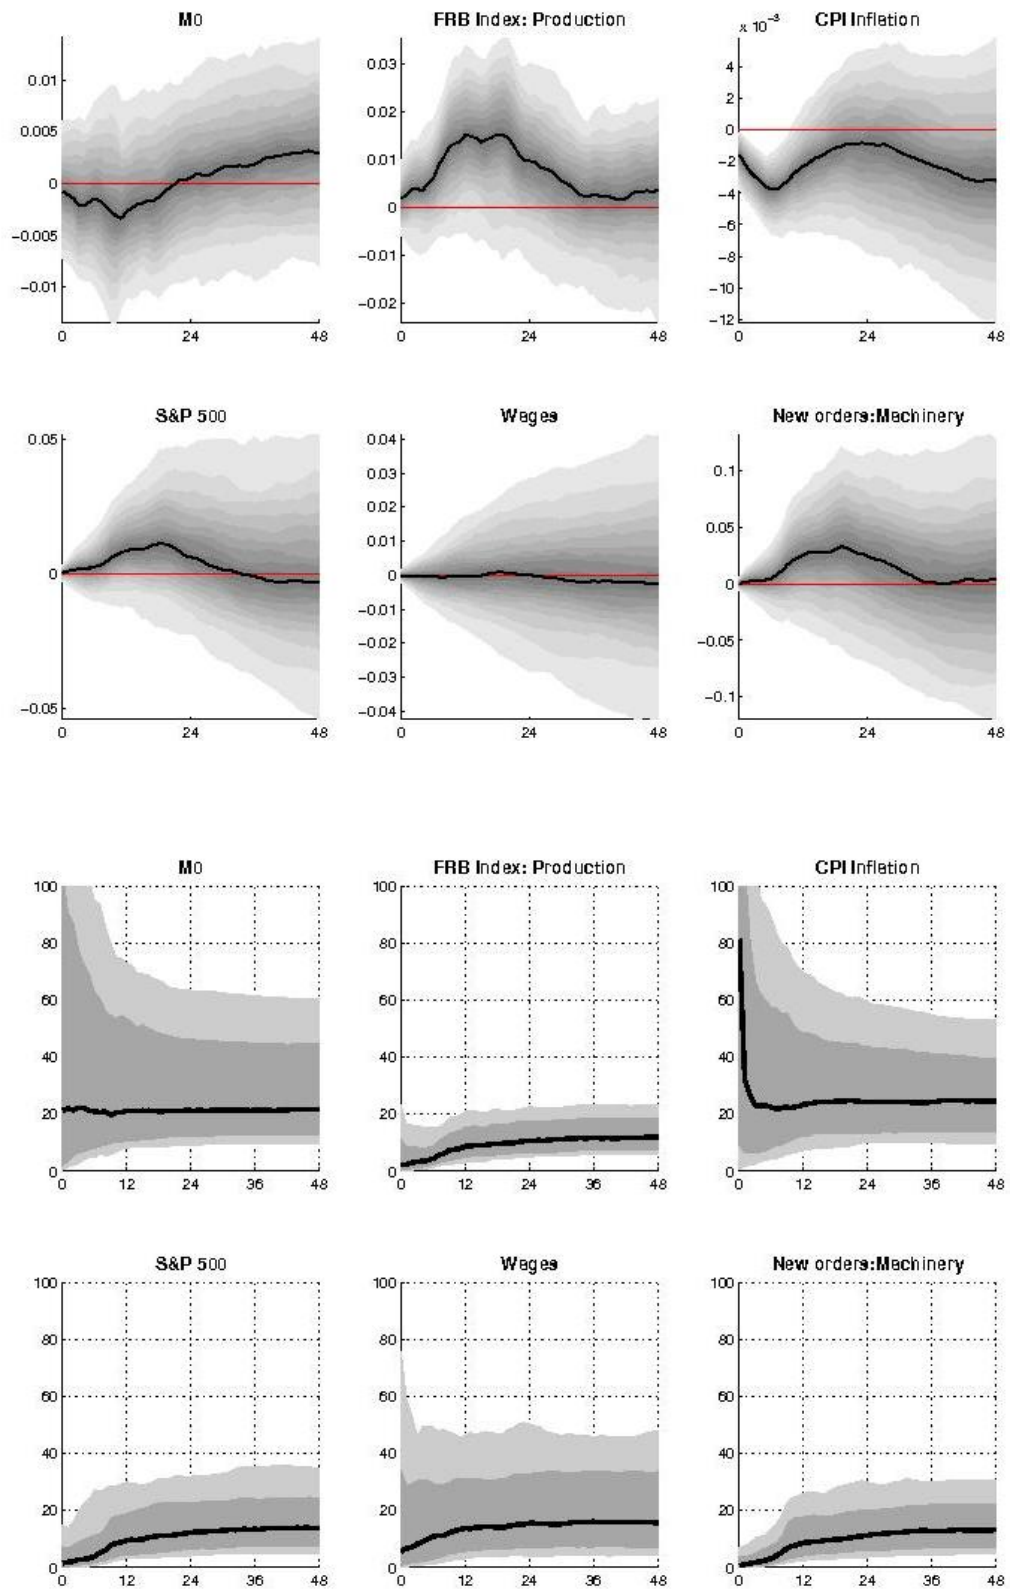 M0 FRB Index: Production CPI Inflation
x 10⁻³
0.01 0.03 4
0.005 0.02 2
0 0.01 0
−0.005 0 −2
−0.01 −0.01 −4
−0.02 −6
−8
−10
−12
0 24 48 0 24 48 0 24 48
S&P 500 Wages New orders:Machinery
0.05 0.04 0.1
0 0.03 0.05
−0.05 0.02 0
0.01 −0.05
0 −0.1
−0.01
−0.02
−0.03
−0.04
0 24 48 0 24 48 0 24 48
M0 FRB Index: Production CPI Inflation
100 100 100
80 80 80
60 60 60
40 40 40
20 20 20
0 0 0
0 12 24 36 48 0 12 24 36 48 0 12 24 36 48
S&P 500 Wages New orders:Machinery
100 100 100
80 80 80
60 60 60
40 40 40
20 20 20
0 0 0
0 12 24 36 48 0 12 24 36 48 0 12 24 36 48